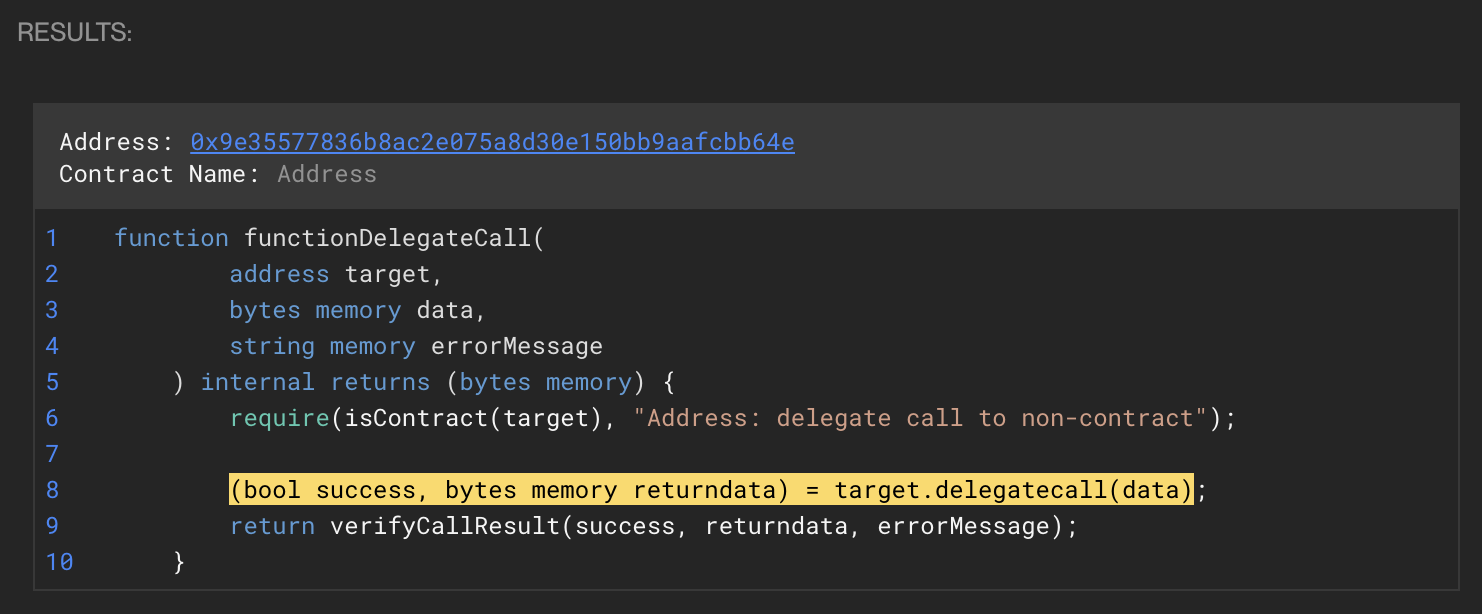 RESULTS:
Address: 0x9e35577836b8ac2e075a8d30e150bb9aafcbb64e
Contract Name: Address
1 function functionDelegateCall(
2 address target,
3 bytes memory data,
4 string memory errorMessage
5 ) internal returns (bytes memory) {
6 require(isContract(target), "Address: delegate call to non-contract");
7
8 (bool success, bytes memory returndata) = target.delegatecall(data);
9 return verifyCallResult(success, returndata, errorMessage);
10 }